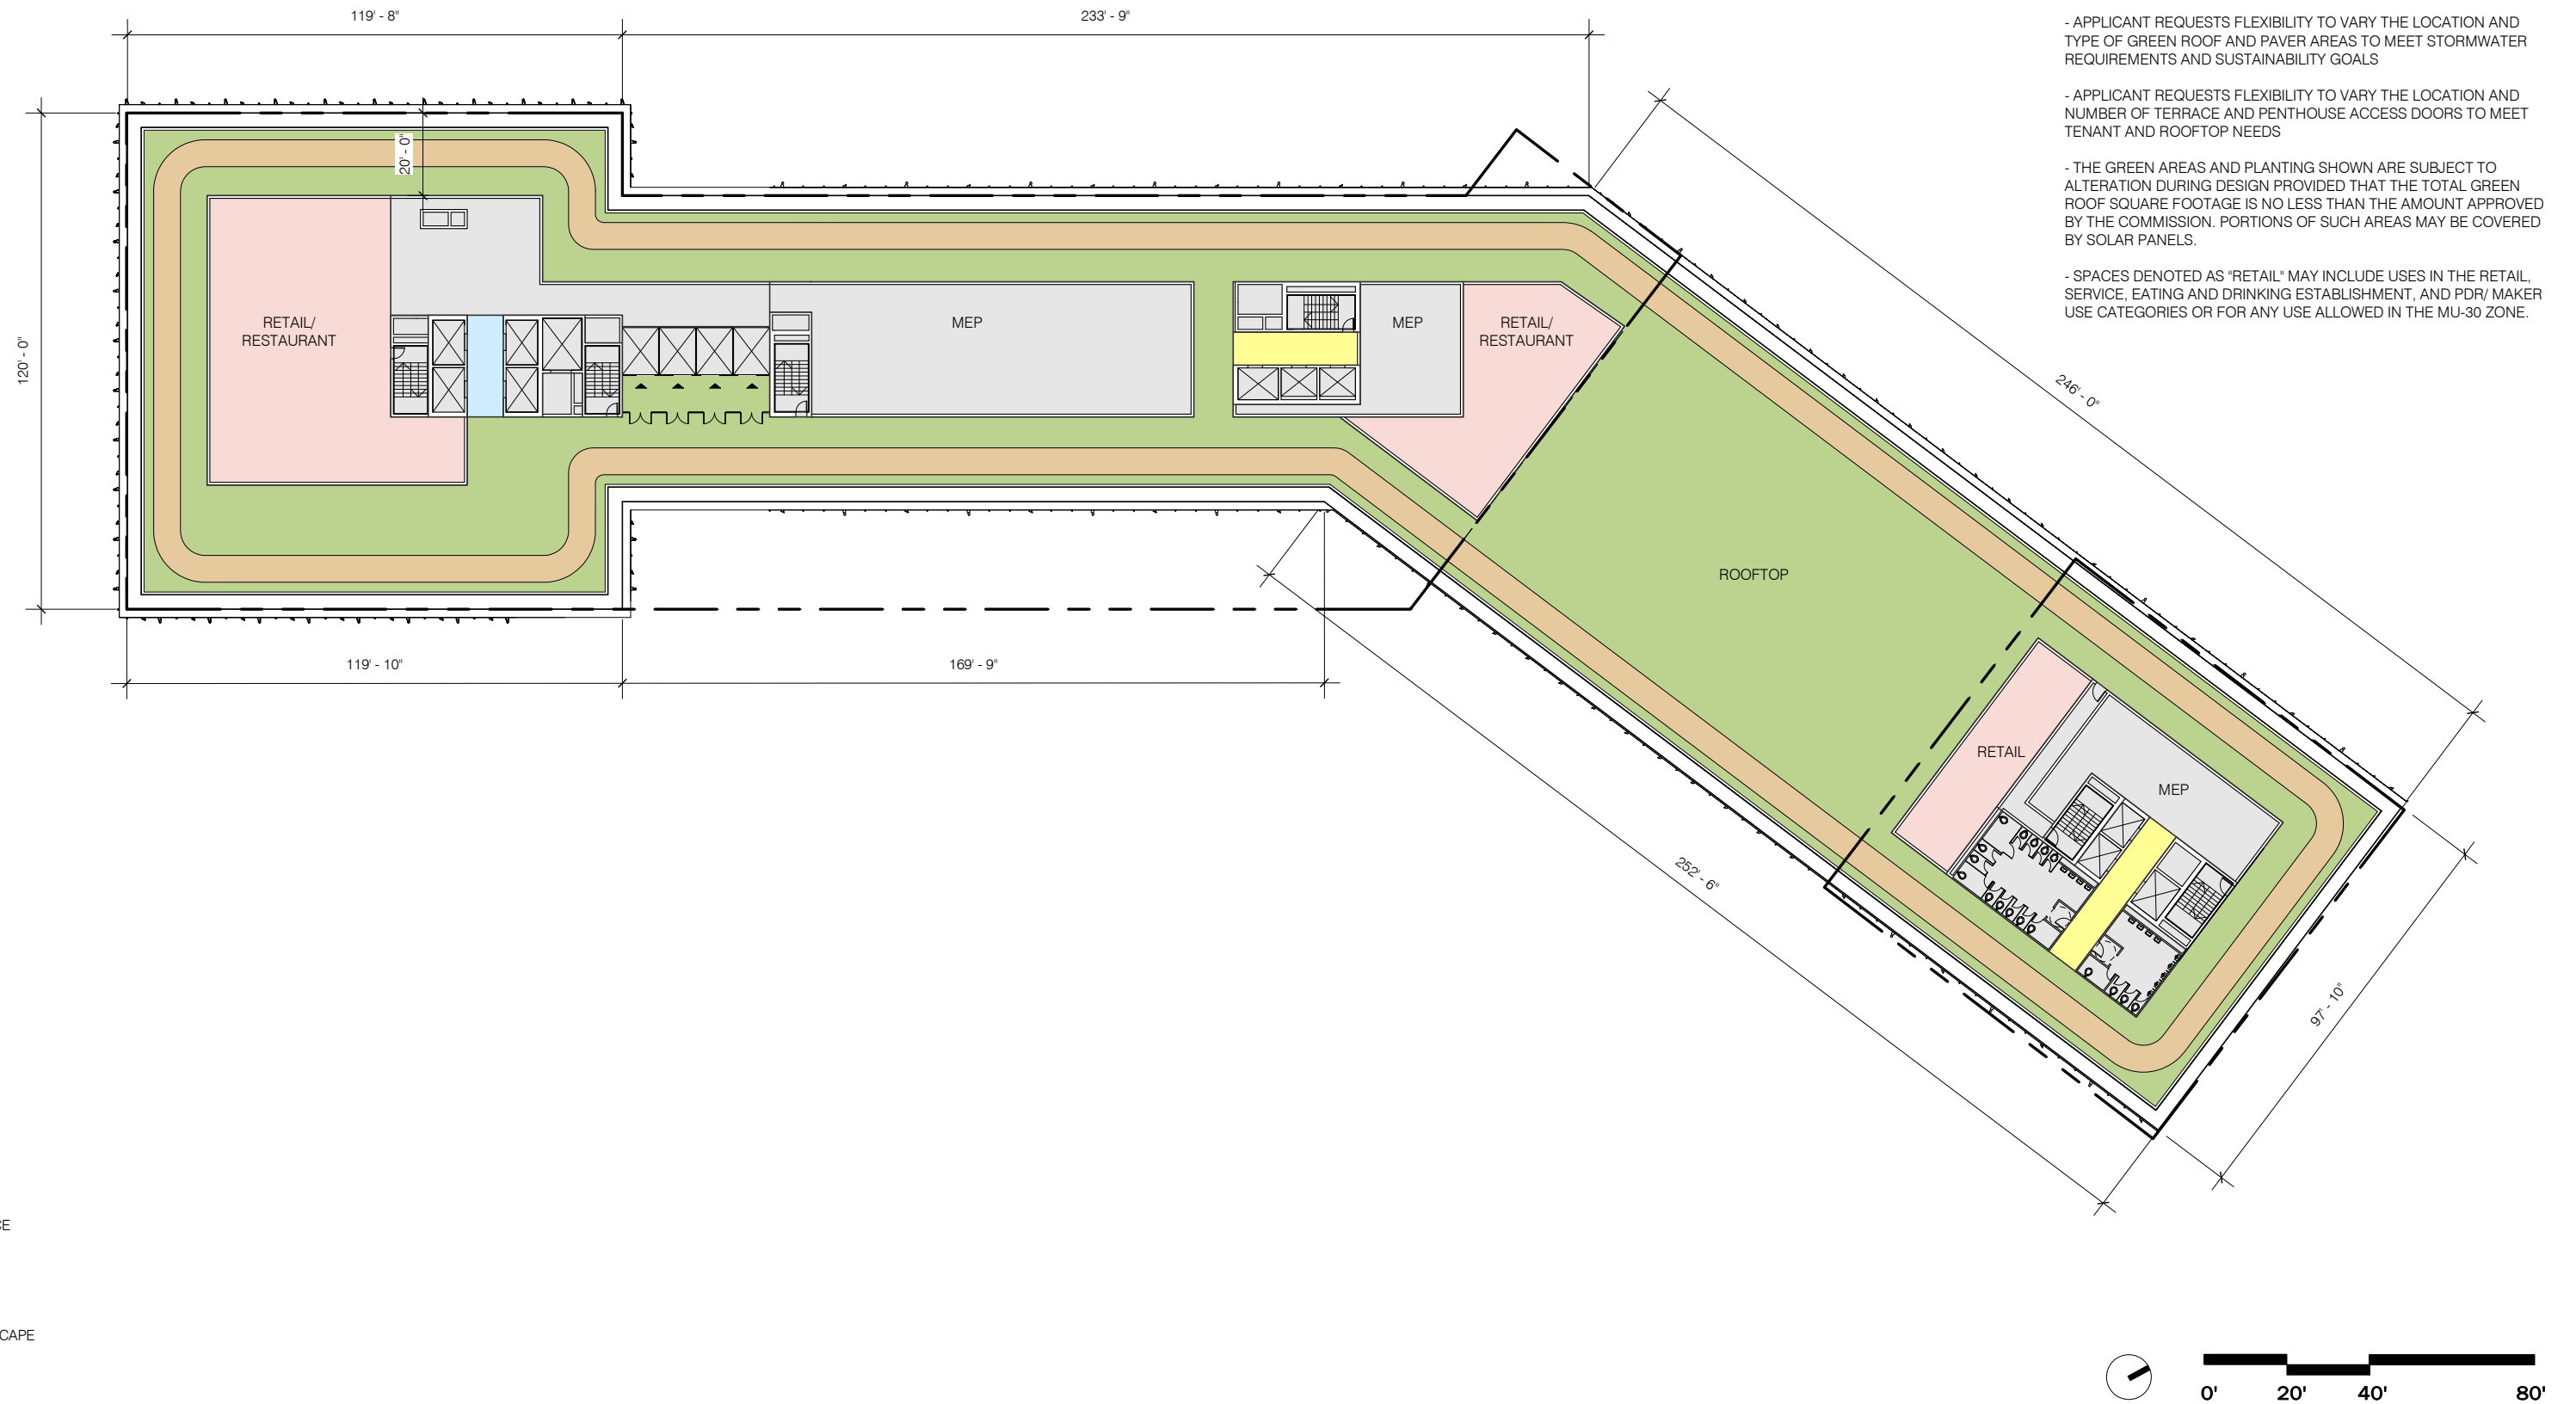 119' - 8"
233' - 9"
- APPLICANT REQUESTS FLEXIBILITY TO VARY THE LOCATION AND
TYPE OF GREEN ROOF AND PAVER AREAS TO MEET STORMWATER
REQUIREMENTS AND SUSTAINABILITY GOALS
- APPLICANT REQUESTS FLEXIBILITY TO VARY THE LOCATION AND
NUMBER OF TERRACE AND PENTHOUSE ACCESS DOORS TO MEET
TENANT AND ROOFTOP NEEDS
- THE GREEN AREAS AND PLANTING SHOWN ARE SUBJECT TO
ALTERATION DURING DESIGN PROVIDED THAT THE TOTAL GREEN
ROOF SQUARE FOOTAGE IS NO LESS THAN THE AMOUNT APPROVED
BY THE COMMISSION. PORTIONS OF SUCH AREAS MAY BE COVERED
BY SOLAR PANELS.
- SPACES DENOTED AS "RETAIL" MAY INCLUDE USES IN THE RETAIL,
SERVICE, EATING AND DRINKING ESTABLISHMENT, AND PDR/ MAKER
USE CATEGORIES OR FOR ANY USE ALLOWED IN THE MU-30 ZONE.
20' - 0"
120' - 0"
RETAIL/
RESTAURANT
MEP
MEP
RETAIL/
RESTAURANT
246' - 0"
ROOFTOP
119' - 10"
169' - 9"
RETAIL
MEP
252' - 6"
97' - 10"
CE
CAPE
0' 20' 40' 80'